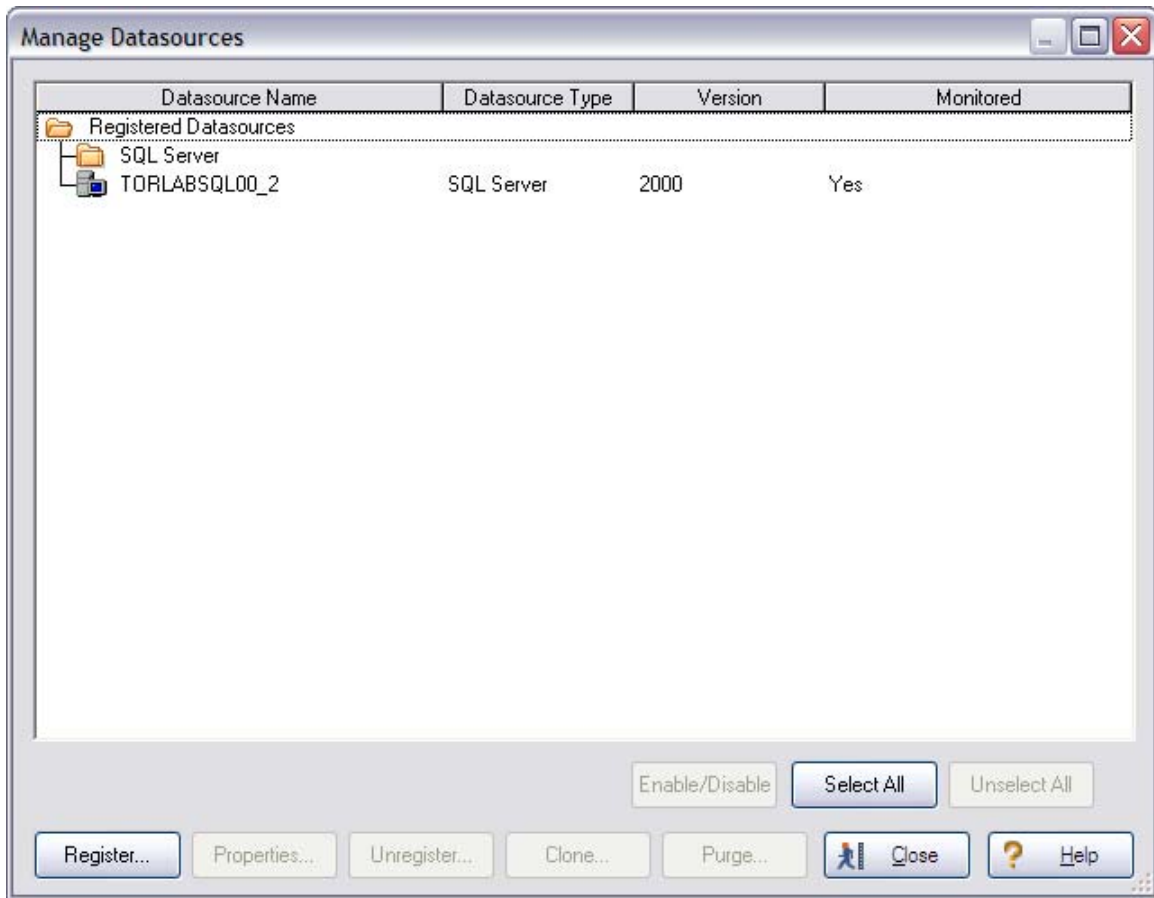 Manage Datasources
Datasource Name Datasource Type Version Monitored
Registered Datasources
SQL Server
TORLABSQL00_2 SQL Server 2000 Yes
Enable/Disable Select All Unselect All
Register... Properties... Unregister... Clone... Purge... Close ? Help